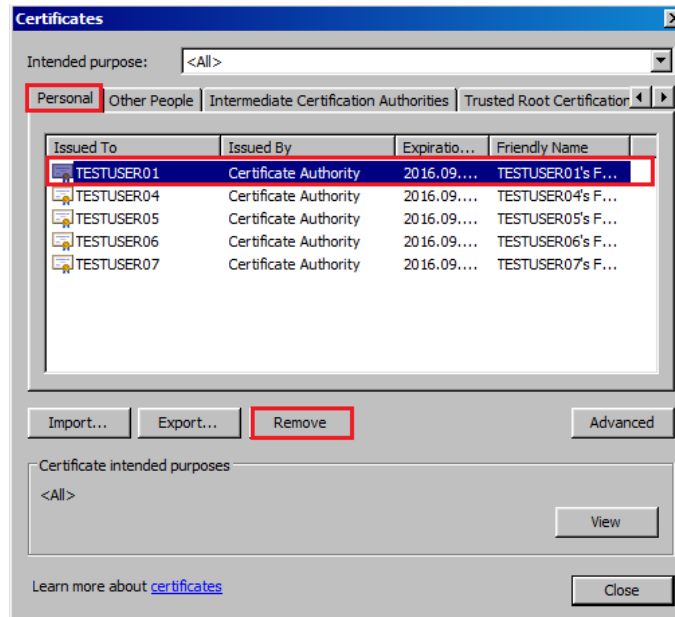 Certificates
Intended purpose: <All>
Personal Other People Intermediate Certification Authorities Trusted Root Certification
Issued To Issued By Expiratio... Friendly Name
TESTUSER01 Certificate Authority 2016.09.... TESTUSER01's F...
TESTUSER04 Certificate Authority 2016.09.... TESTUSER04's F...
TESTUSER05 Certificate Authority 2016.09.... TESTUSER05's F...
TESTUSER06 Certificate Authority 2016.09.... TESTUSER06's F...
TESTUSER07 Certificate Authority 2016.09.... TESTUSER07's F...
Import... Export... Remove Advanced
Certificate intended purposes
<All>
View
Learn more about certificates
Close